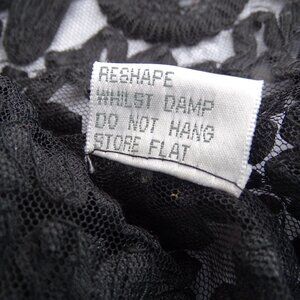 RESHAPE
WHILST DAMP
DO NOT HANG
STORE FLAT